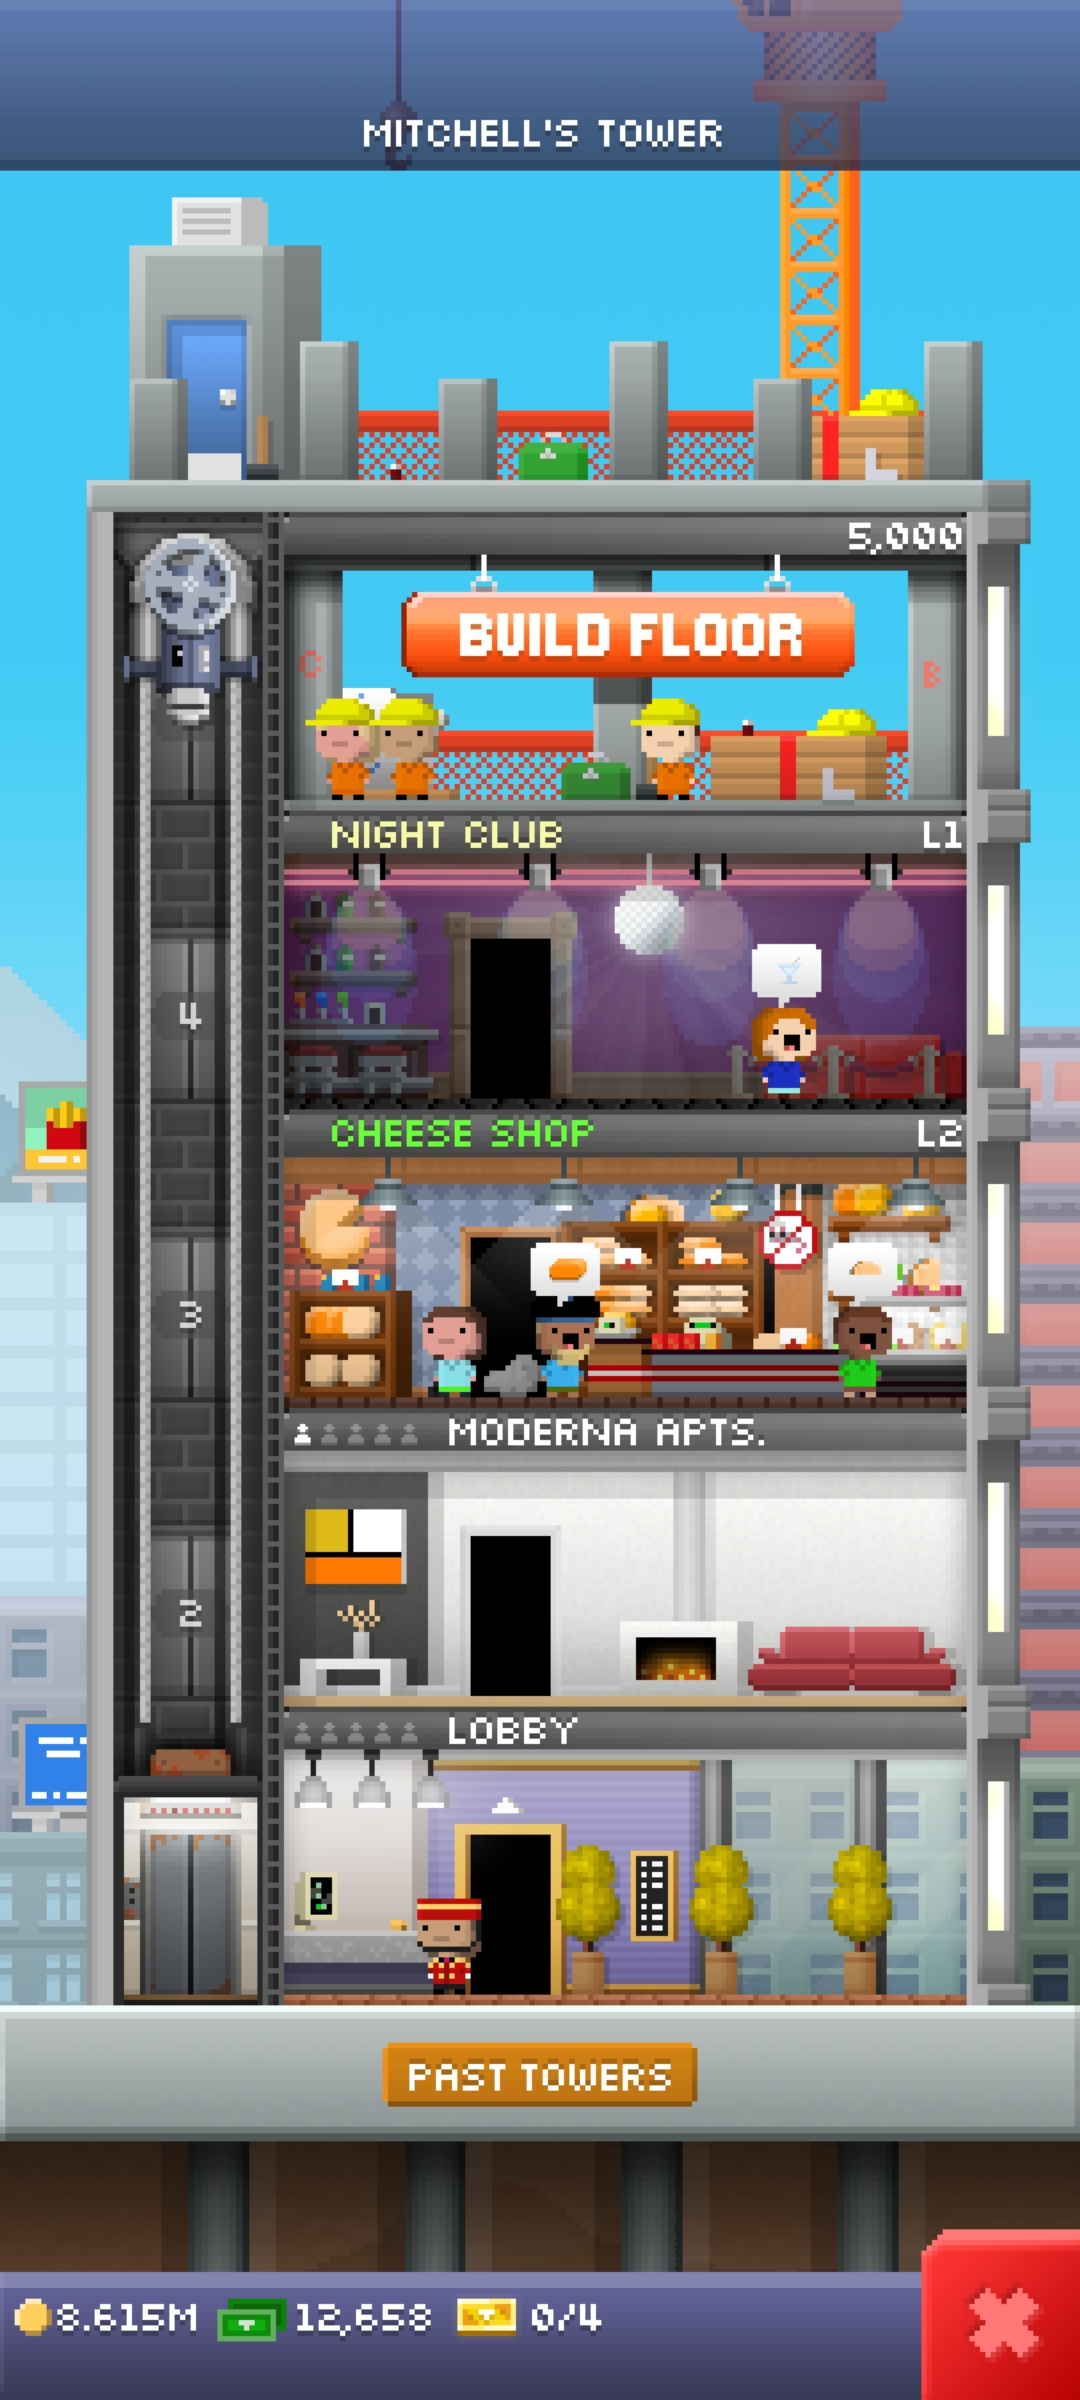 MITCHELL'S TOWER
5,000
BUILD FLOOR
C
B
NIGHT CLUB L1
4
CHEESE SHOP L2
3
MODERNA APTS.
2
LOBBY
PAST TOWERS
8.615M 12,658 0/4